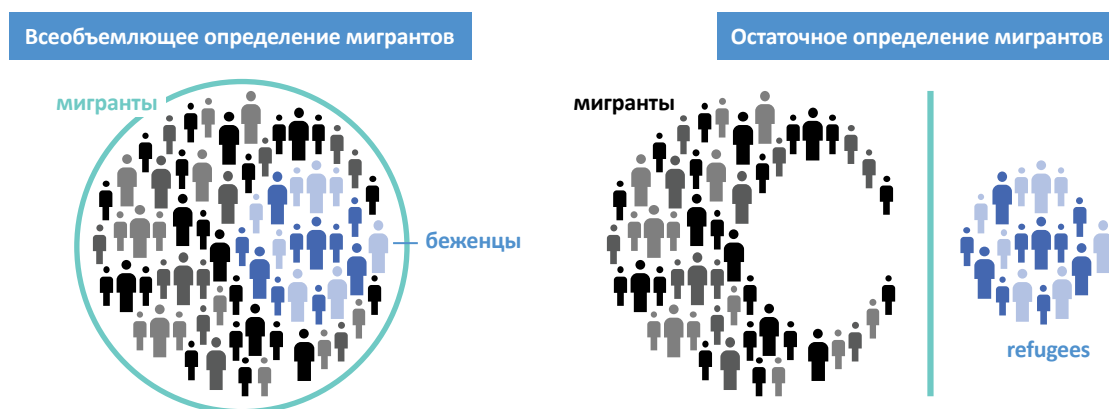 Всеобъемлющее определение мигрантов
Остаточное определение мигрантов
мигранты
беженцы
мигранты
refugees